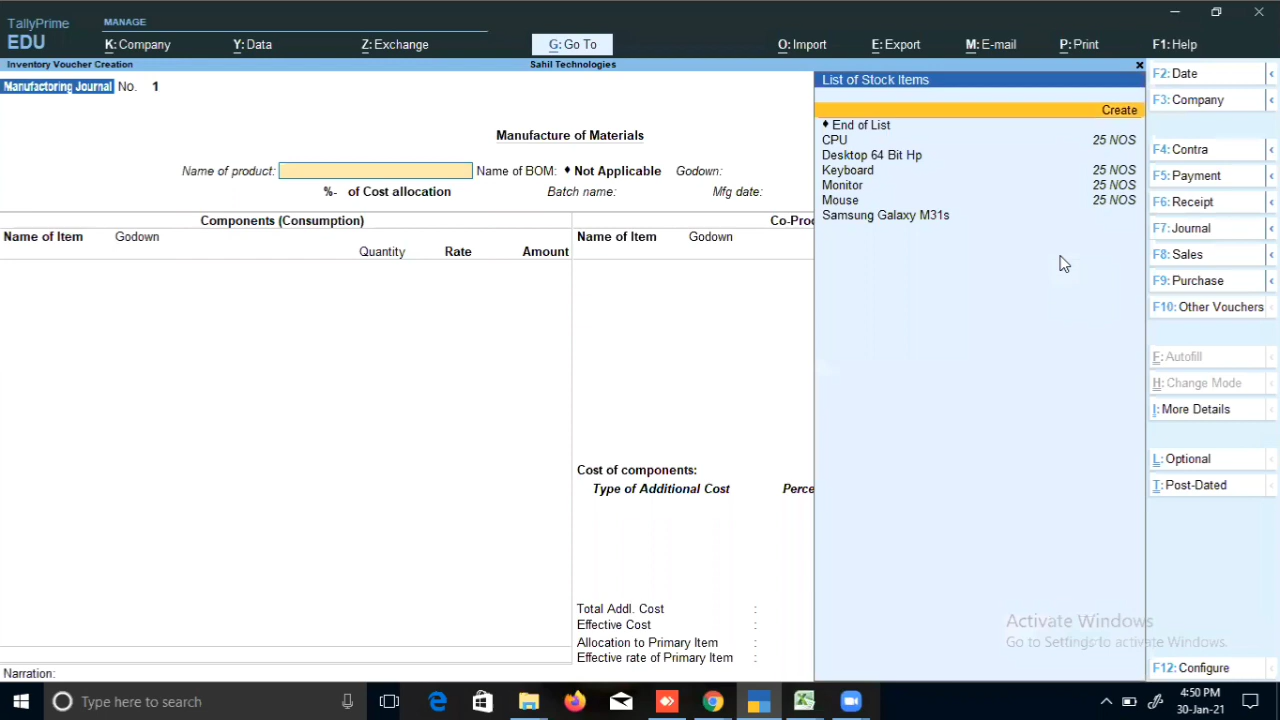 TallyPrime
EDU
MANAGE
K: Company
Y: Data
Z: Exchange
G: Go To
O: Import
E: Export
M: E-mail
P: Print
F1: Help
Inventory Voucher Creation
Sahil Technologies
Manufactoring Journal No. 1
Manufacture of Materials
Name of product:
Name of BOM: ♦ Not Applicable
Godown:
%- of Cost allocation
Batch name:
Mfg date:
Components (Consumption)
Co-Proc
Name of Item
Godown
Quantity
Rate
Amount
Name of Item
Godown
Cost of components:
Type of Additional Cost
Perce
Total Addl. Cost :
Effective Cost :
Allocation to Primary Item :
Effective rate of Primary Item :
Narration:
List of Stock Items
Create
♦ End of List
CPU 25 NOS
Desktop 64 Bit Hp
Keyboard 25 NOS
Monitor 25 NOS
Mouse 25 NOS
Samsung Galaxy M31s
F2: Date
F3: Company
F4: Contra
F5: Payment
F6: Receipt
F7: Journal
F8: Sales
F9: Purchase
F10: Other Vouchers
F: Autofill
H: Change Mode
I: More Details
L: Optional
T: Post-Dated
F12: Configure
Activate Windows
Go to Settings to activate Windows.
Type here to search
4:50 PM
30-Jan-21